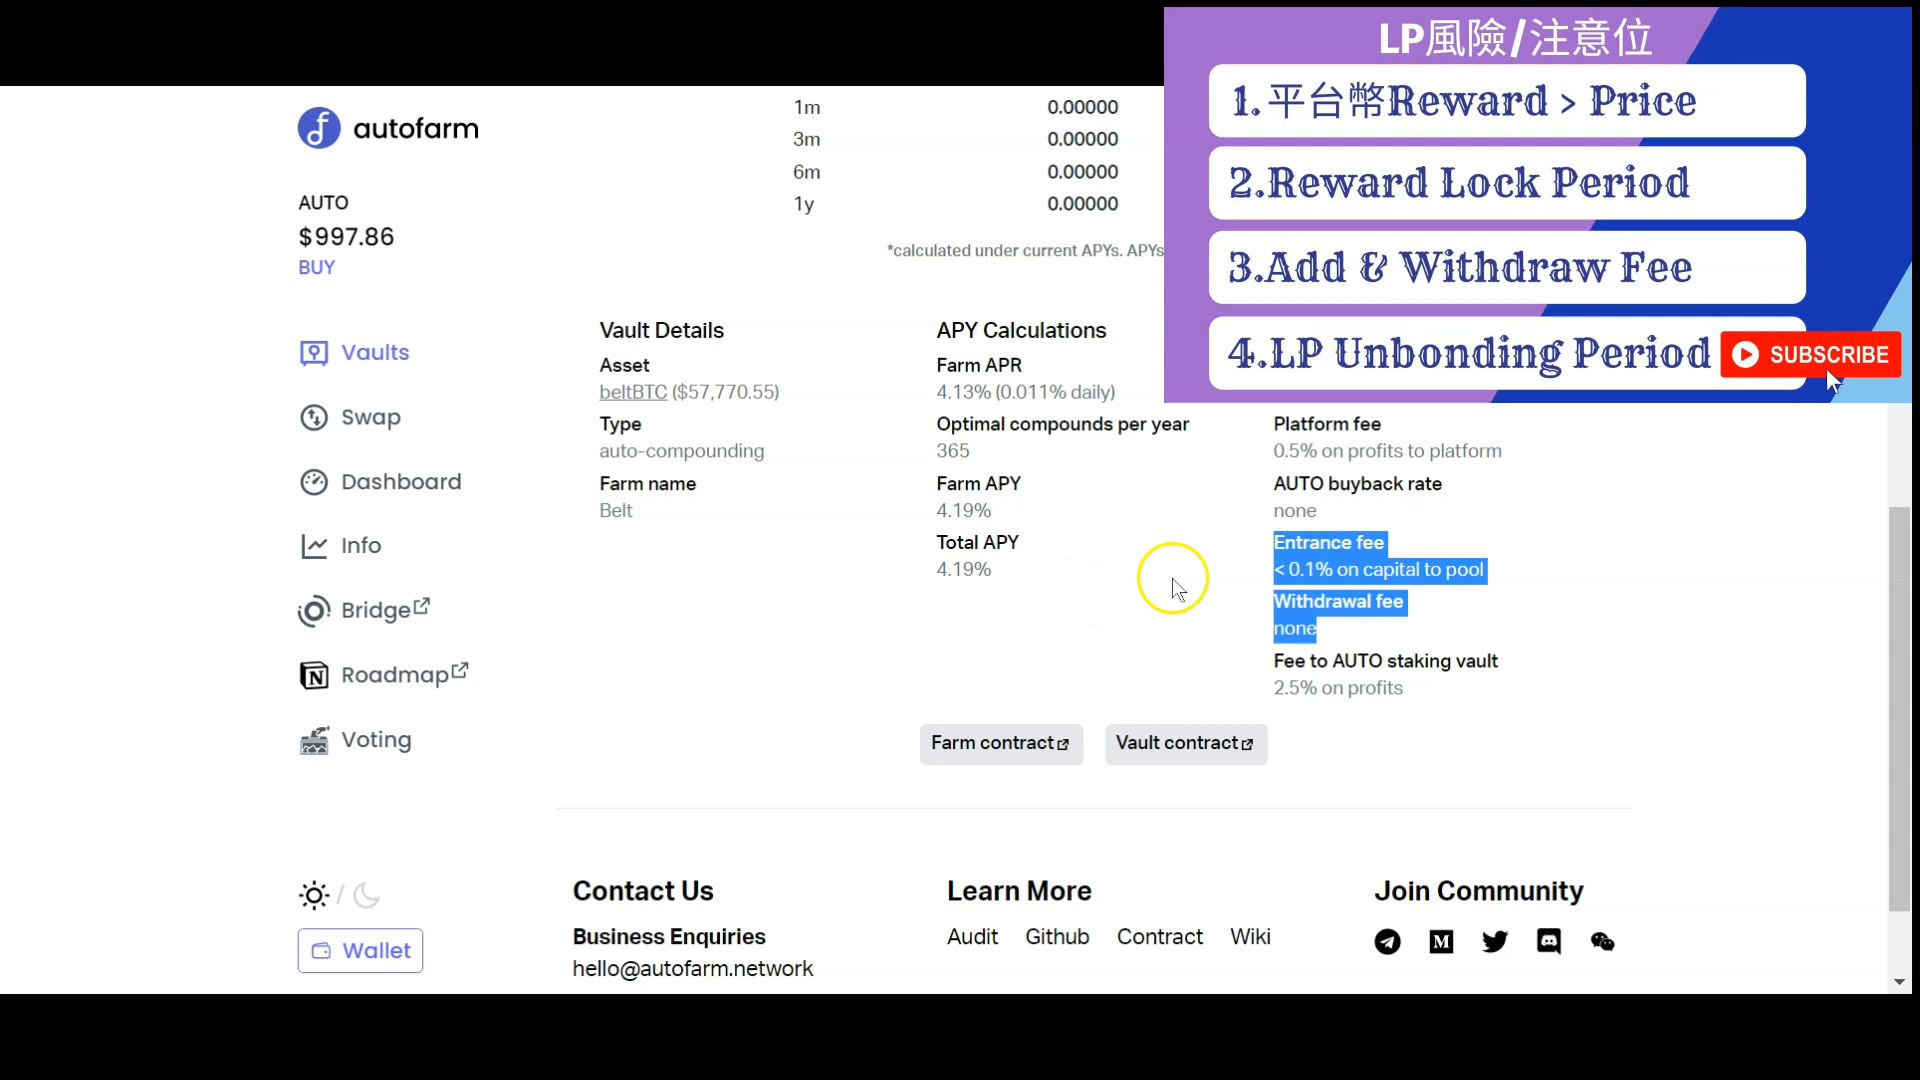 LP風險/注意位
1.平台幣Reward > Price
2.Reward Lock Period
3.Add & Withdraw Fee
4.LP Unbonding Period
SUBSCRIBE
autofarm
AUTO
$997.86
BUY
Vaults
Swap
Dashboard
Info
Bridge
Roadmap
Voting
Wallet
1m 0.00000
3m 0.00000
6m 0.00000
1y 0.00000
*calculated under current APYs. APYs
Vault Details
Asset
beltBTC ($57,770.55)
Type
auto-compounding
Farm name
Belt
APY Calculations
Farm APR
4.13% (0.011% daily)
Optimal compounds per year
365
Farm APY
4.19%
Total APY
4.19%
Platform fee
0.5% on profits to platform
AUTO buyback rate
none
Entrance fee
< 0.1% on capital to pool
Withdrawal fee
none
Fee to AUTO staking vault
2.5% on profits
Farm contract
Vault contract
Contact Us
Business Enquiries
hello@autofarm.network
Learn More
Audit Github Contract Wiki
Join Community